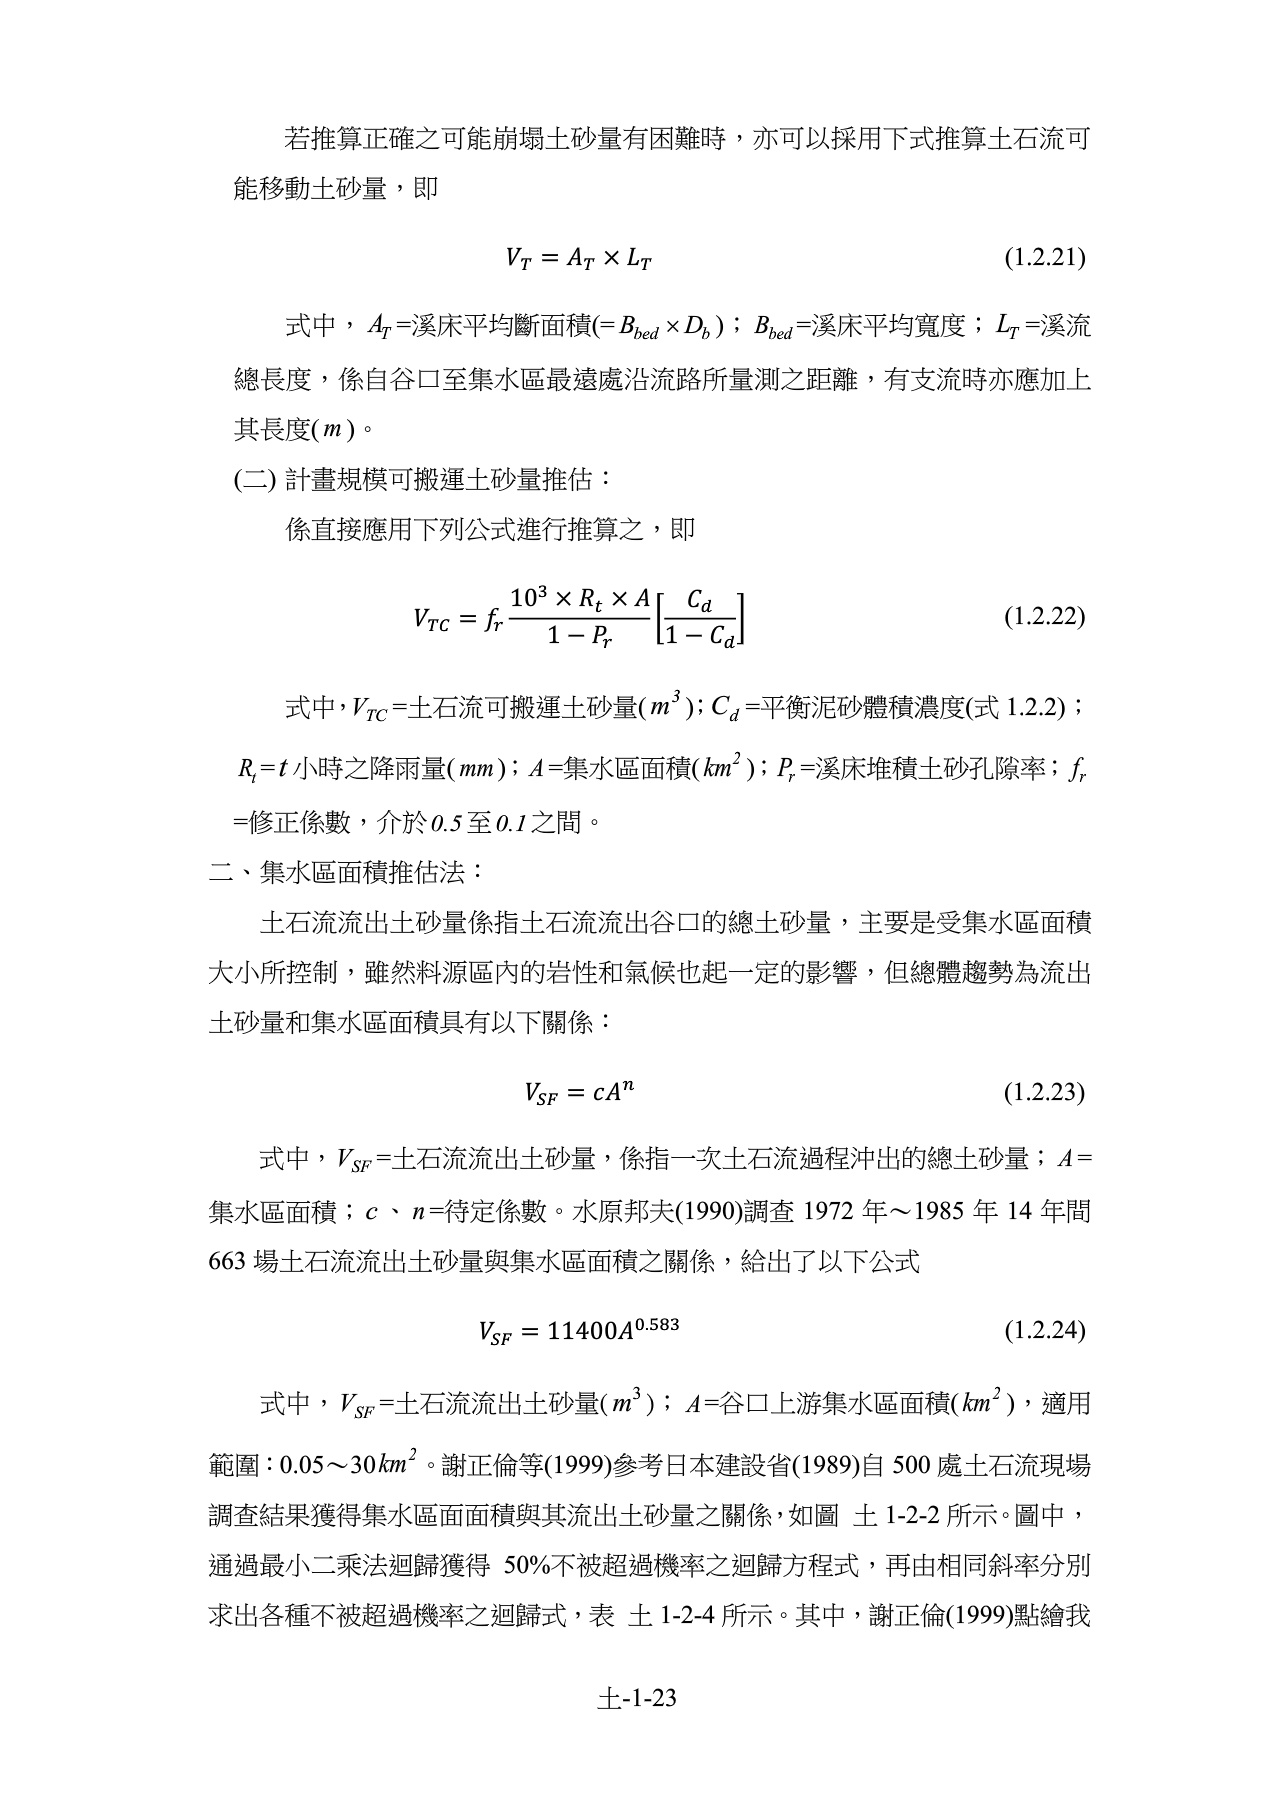 若推算正確之可能崩塌土砂量有困難時，亦可以採用下式推算土石流可
能移動土砂量，即
V_T = A_T × L_T (1.2.21)
式中， A_T =溪床平均斷面積(= B_bed × D_b )； B_bed =溪床平均寬度； L_T =溪流
總長度，係自谷口至集水區最遠處沿流路所量測之距離，有支流時亦應加上
其長度( m )。
(二) 計畫規模可搬運土砂量推估：
係直接應用下列公式進行推算之，即
V_TC = f_r \frac{10^3 × R_t × A}{1 − P_r} [\frac{C_d}{1 − C_d}] (1.2.22)
式中，V_TC =土石流可搬運土砂量( m^3 )；C_d =平衡泥砂體積濃度(式 1.2.2)；
R_t = t 小時之降雨量( mm )； A =集水區面積( km^2 )； P_r =溪床堆積土砂孔隙率； f_r
=修正係數，介於 0.5 至 0.1 之間。
二、集水區面積推估法：
土石流流出土砂量係指土石流流出谷口的總土砂量，主要是受集水區面積
大小所控制，雖然料源區內的岩性和氣候也起一定的影響，但總體趨勢為流出
土砂量和集水區面積具有以下關係：
V_SF = cA^n (1.2.23)
式中， V_SF =土石流流出土砂量，係指一次土石流過程沖出的總土砂量； A =
集水區面積； c 、 n =待定係數。水原邦夫(1990)調查 1972 年～1985 年 14 年間
663 場土石流流出土砂量與集水區面積之關係，給出了以下公式
V_SF = 11400A^0.583 (1.2.24)
式中， V_SF =土石流流出土砂量( m^3 )； A =谷口上游集水區面積( km^2 )，適用
範圍：0.05～30 km^2 。謝正倫等(1999)參考日本建設省(1989)自 500 處土石流現場
調查結果獲得集水區面面積與其流出土砂量之關係，如圖 土 1-2-2 所示。圖中，
通過最小二乘法迴歸獲得 50%不被超過機率之迴歸方程式，再由相同斜率分別
求出各種不被超過機率之迴歸式，表 土 1-2-4 所示。其中，謝正倫(1999)點繪我
土-1-23